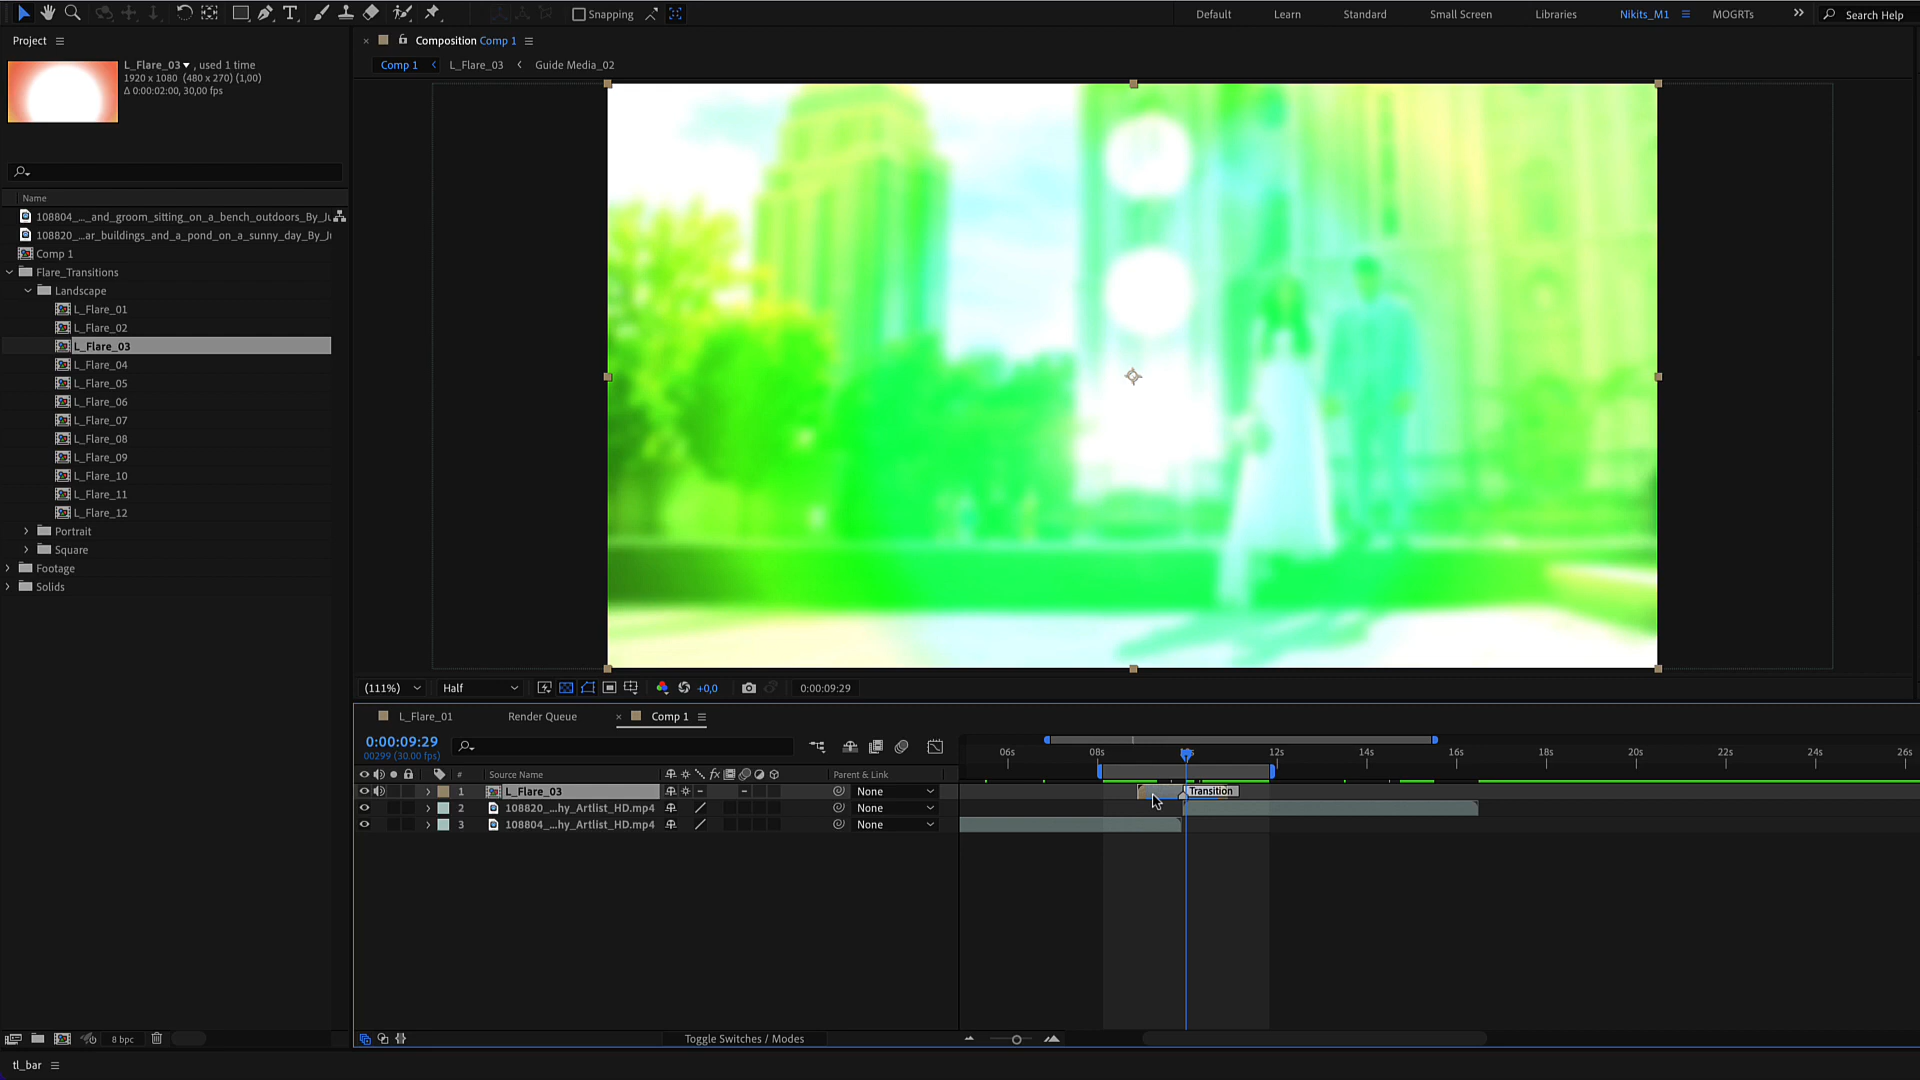 Snapping
Default
Learn
Standard
Small Screen
Libraries
Nikits_M1
MOGRTs
Search Help
Project
L_Flare_03 , used 1 time
1920 x 1080 (480 x 270) (1,00)
Δ 0:00:02:00, 30,00 fps
Composition Comp 1
Comp 1
L_Flare_03
Guide Media_02
Name
108804_..._and_groom_sitting_on_a_bench_outdoors_By_Ju
108820_...ar_buildings_and_a_pond_on_a_sunny_day_By_Ju
Comp 1
Flare_Transitions
Landscape
L_Flare_01
L_Flare_02
L_Flare_03
L_Flare_04
L_Flare_05
L_Flare_06
L_Flare_07
L_Flare_08
L_Flare_09
L_Flare_10
L_Flare_11
L_Flare_12
Portrait
Square
Footage
Solids
8 bpc
(111%)
Half
+0,0
0:00:09:29
L_Flare_01
Render Queue
Comp 1
0:00:09:29
00299 (30.00 fps)
06s
08s
12s
14s
16s
18s
20s
22s
24s
26s
#
Source Name
fx
Parent & Link
1 L_Flare_03 None
Transition
2 108820_...hy_Artlist_HD.mp4 None
3 108804_...hy_Artlist_HD.mp4 None
Toggle Switches / Modes
tl_bar